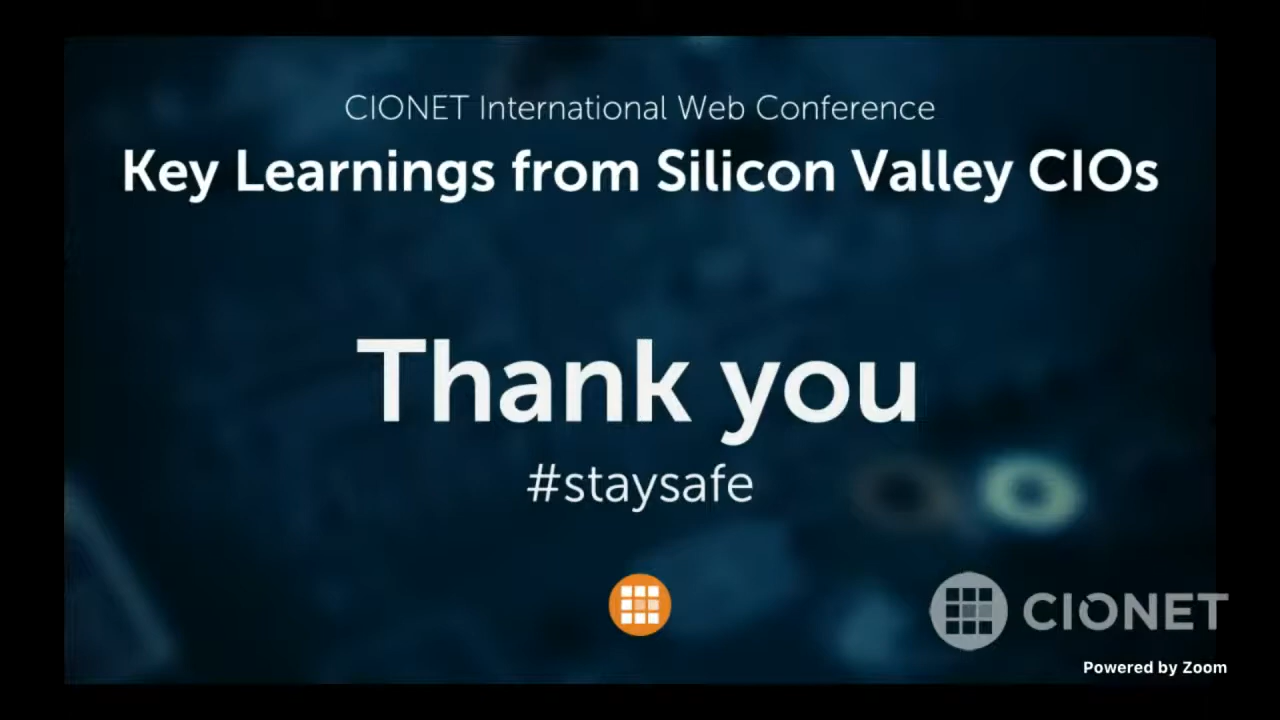 CIONET International Web Conference
Key Learnings from Silicon Valley CIOs
Thank you
#staysafe
CIONET
Powered by Zoom